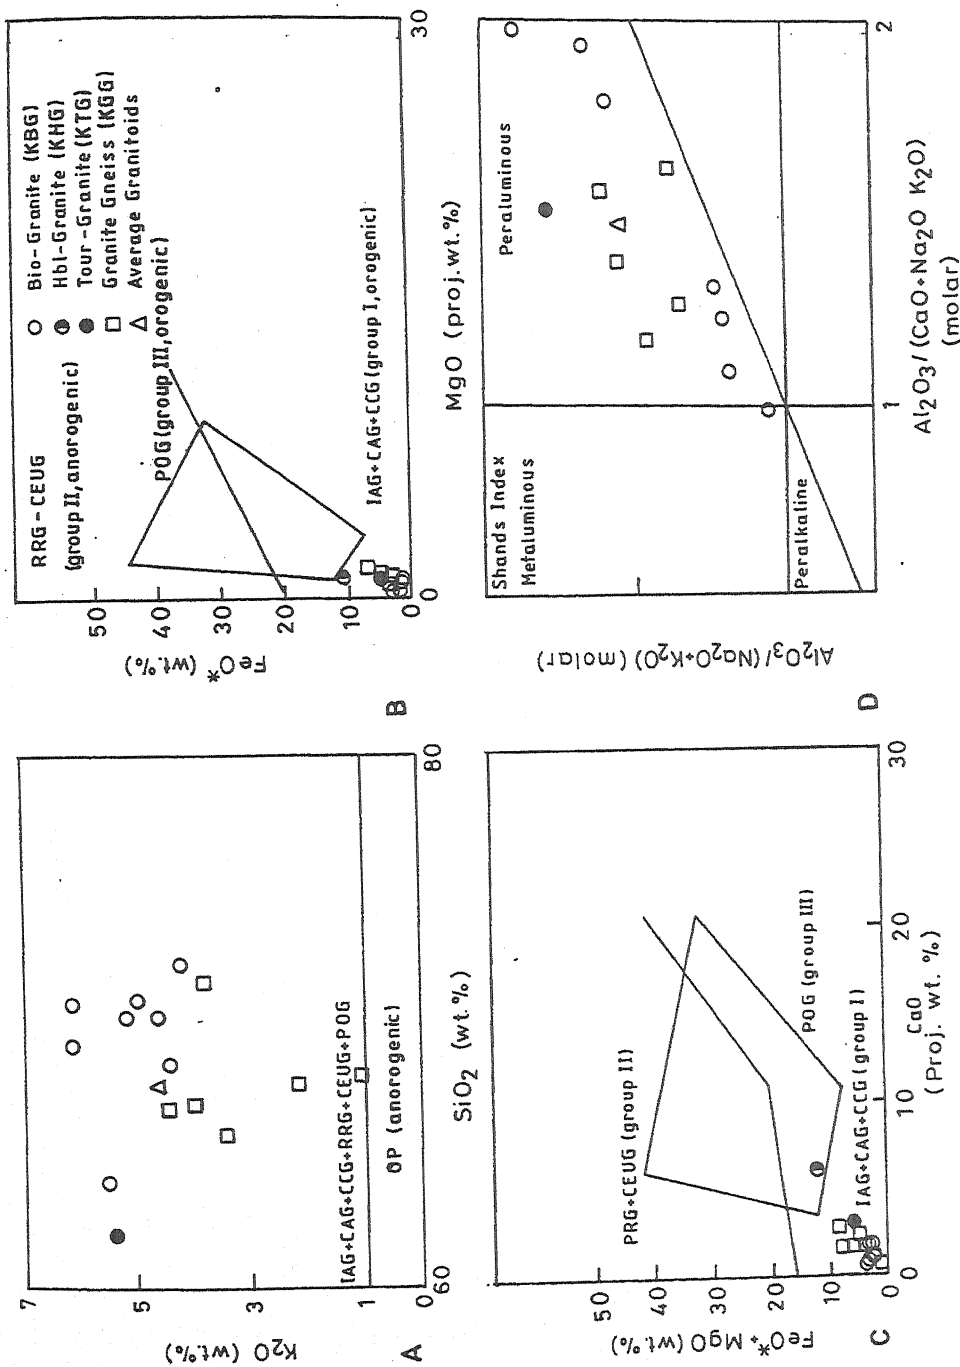 7
5
3
1
0
K2O (wt.%)
A
60
80
SiO2 (wt.%)
IAG+CAG+CCG+RRG+CEUG+POG
OP (anorogenic)
50
40
30
20
10
0
FeO* (wt.%)
B
30
MgO (proj.wt.%)
RRG-CEUG
(group II, anorogenic)
POG(group III, orogenic)
IAG+CAG+CCG(group I, orogenic)
Bio-Granite (KBG)
Hbl-Granite (KHG)
Tour-Granite (KTG)
Granite Gneiss (KGG)
Average Granitoids
50
40
30
20
10
0
FeO*+MgO (wt.%)
C
10
20
30
CaO
(Proj. wt. %)
PRG+CEUG (group II)
POG (group III)
IAG+CAG+CCG (group I)
Al2O3/(Na2O+K2O) (molar)
D
1
2
Al2O3/(CaO+Na2O K2O)
(molar)
Shands Index
Metaluminous
Peraluminous
Peralkaline